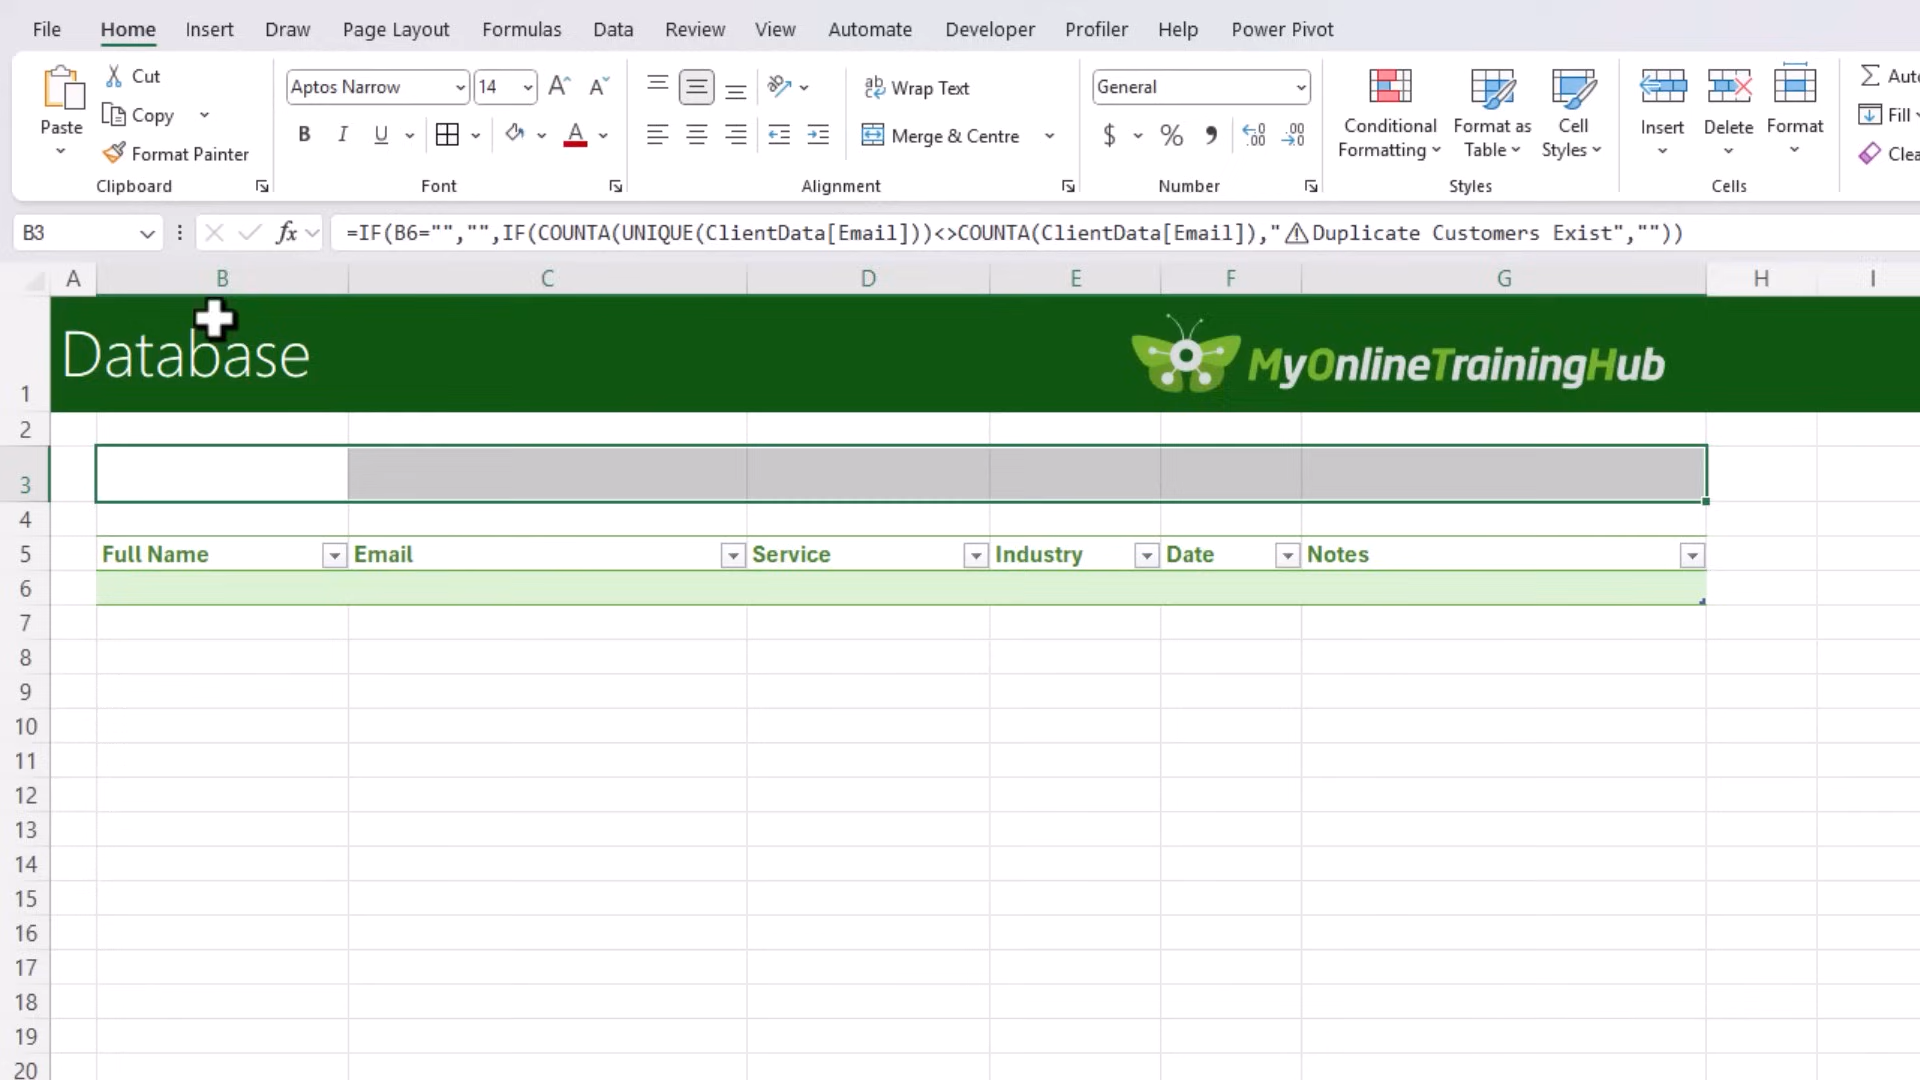 File Home Insert Draw Page Layout Formulas Data Review View Automate Developer Profiler Help Power Pivot
Paste
Cut
Copy
Format Painter
Clipboard
Aptos Narrow 14
B I U
Font
Wrap Text
Merge & Centre
Alignment
General
$ %
Number
Conditional Formatting
Format as Table
Cell Styles
Styles
Insert Delete Format
Cells
Fill
B3 fx =IF(B6="","",IF(COUNTA(UNIQUE(ClientData[Email]))<>COUNTA(ClientData[Email]),"⚠Duplicate Customers Exist",""))
A B C D E F G H I
1 Database MyOnlineTrainingHub
2
3
4
5 Full Name Email Service Industry Date Notes
6
7
8
9
10
11
12
13
14
15
16
17
18
19
20